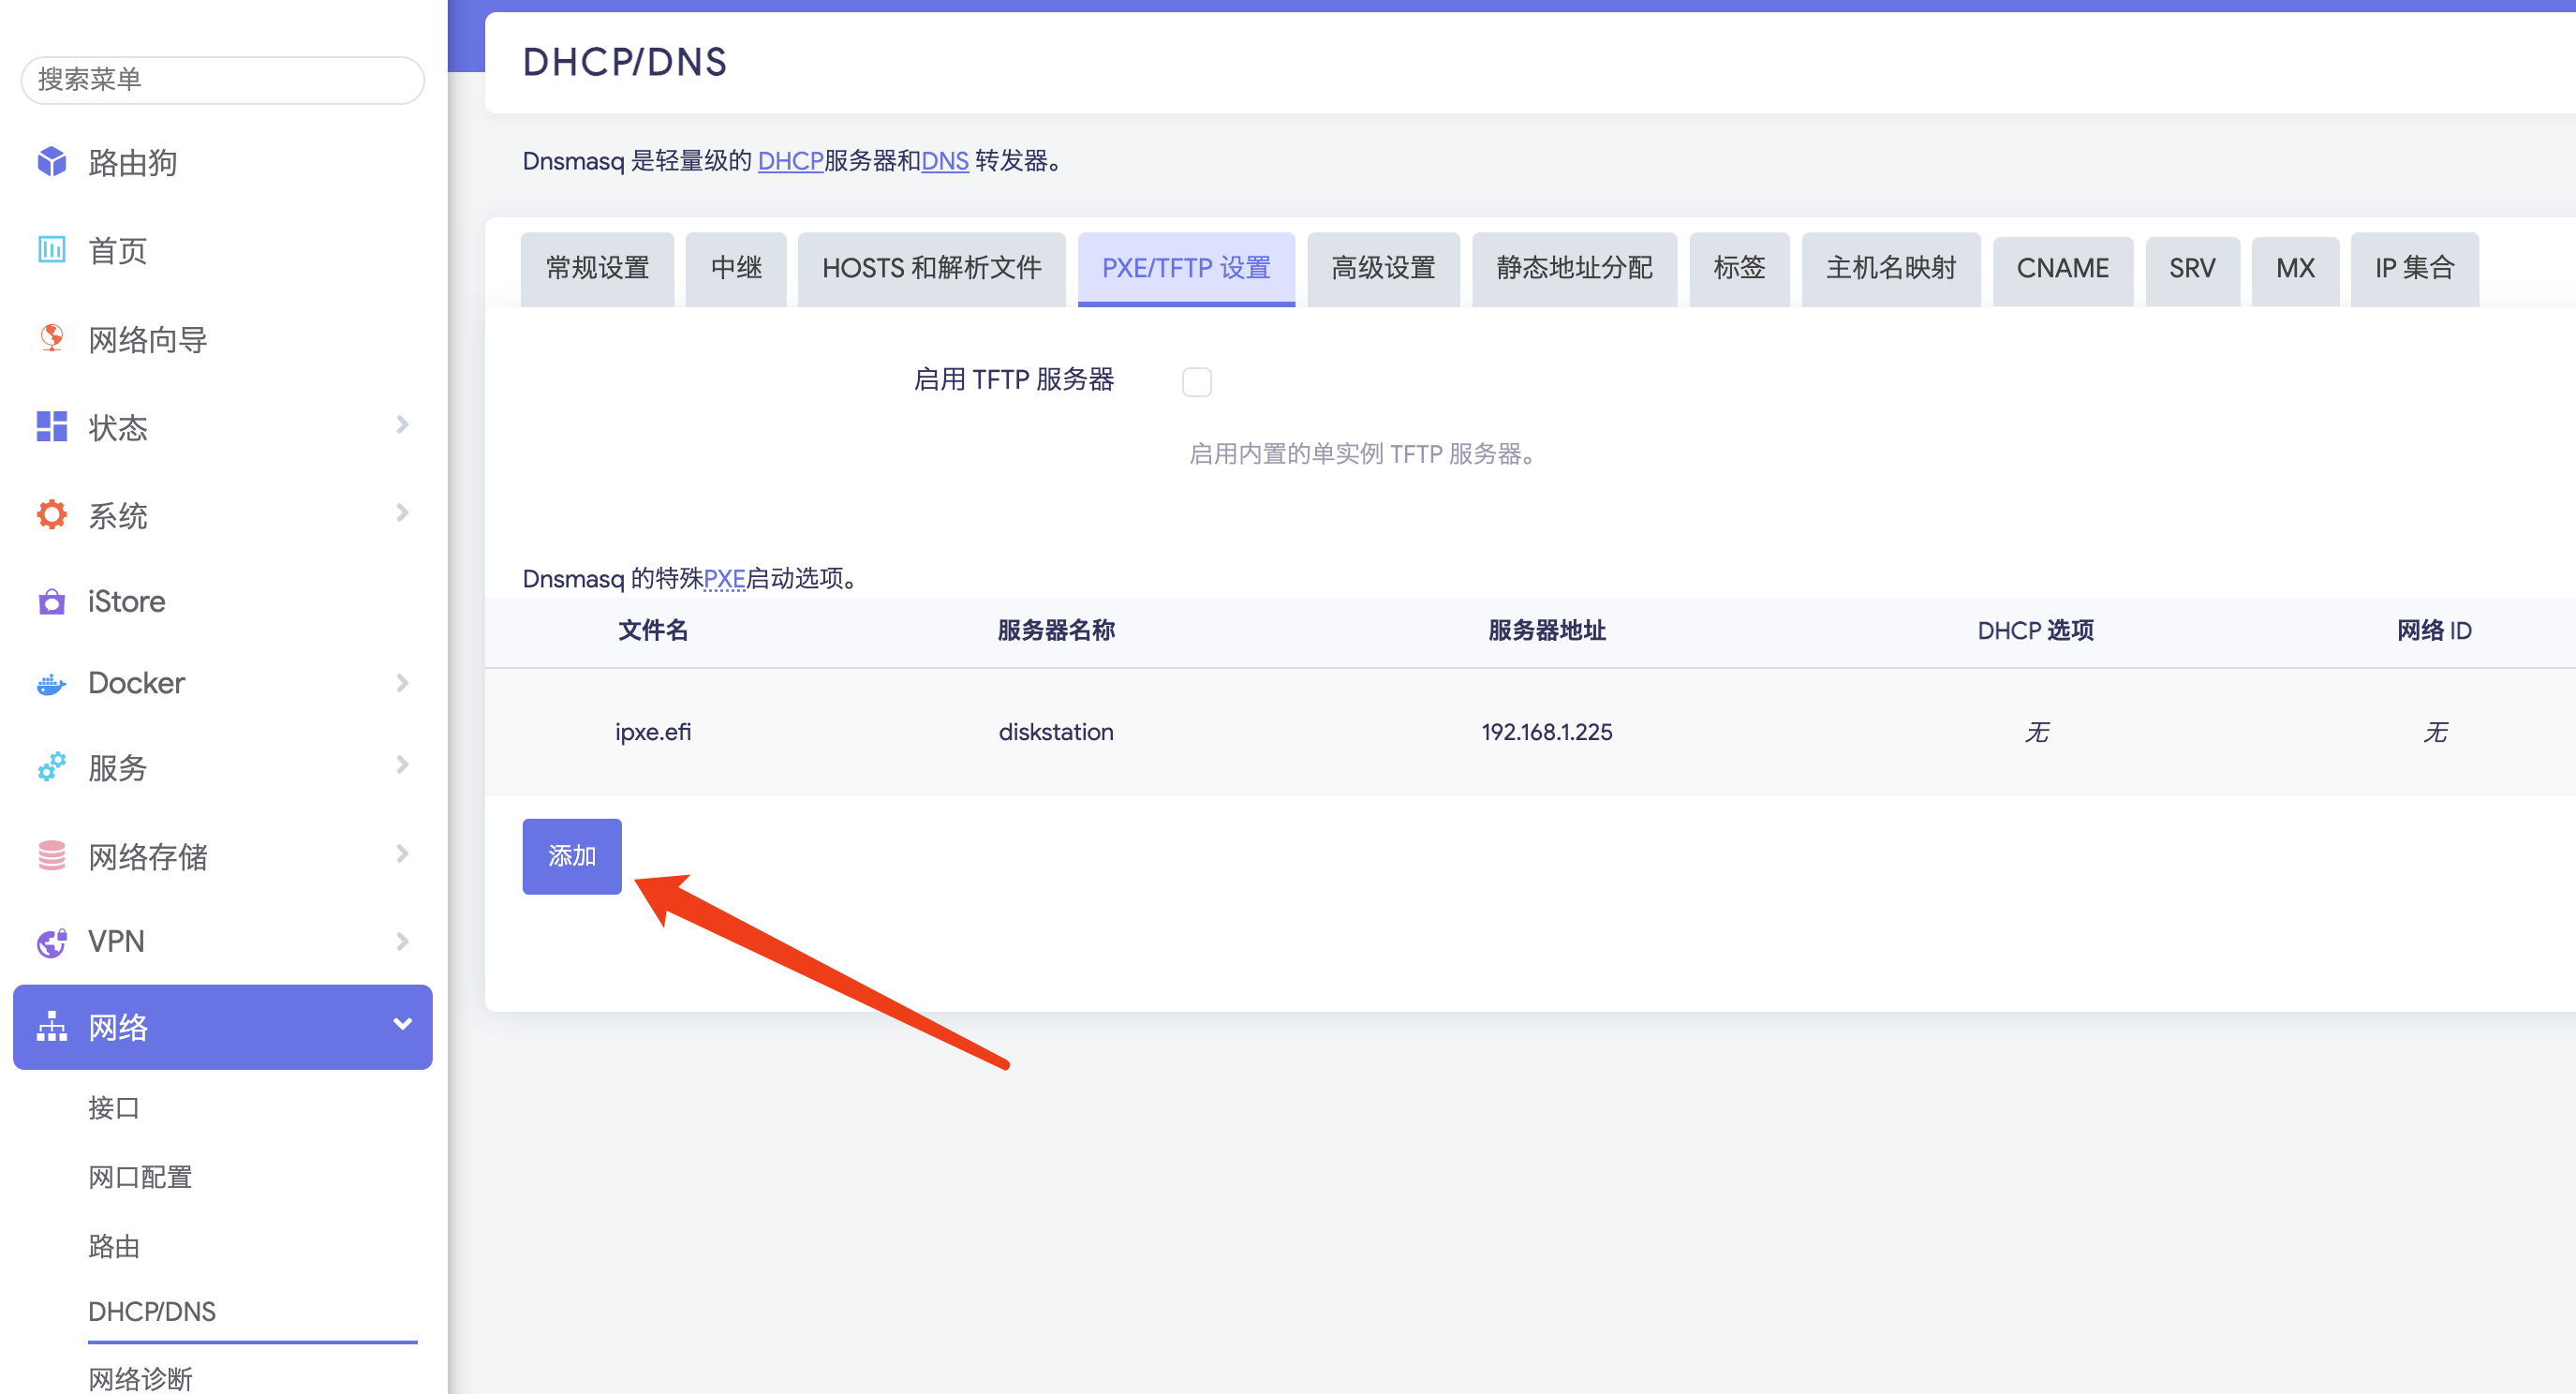 搜索菜单
路由狗
首页
网络向导
状态
系统
iStore
Docker
服务
网络存储
VPN
网络
接口
网口配置
路由
DHCP/DNS
网络诊断
DHCP/DNS
Dnsmasq 是轻量级的 DHCP服务器和DNS 转发器。
常规设置 中继 HOSTS 和解析文件 PXE/TFTP 设置 高级设置 静态地址分配 标签 主机名映射 CNAME SRV MX IP 集合
启用 TFTP 服务器
启用内置的单实例 TFTP 服务器。
Dnsmasq 的特殊PXE启动选项。
文件名 服务器名称 服务器地址 DHCP 选项 网络 ID
ipxe.efi diskstation 192.168.1.225 无 无
添加